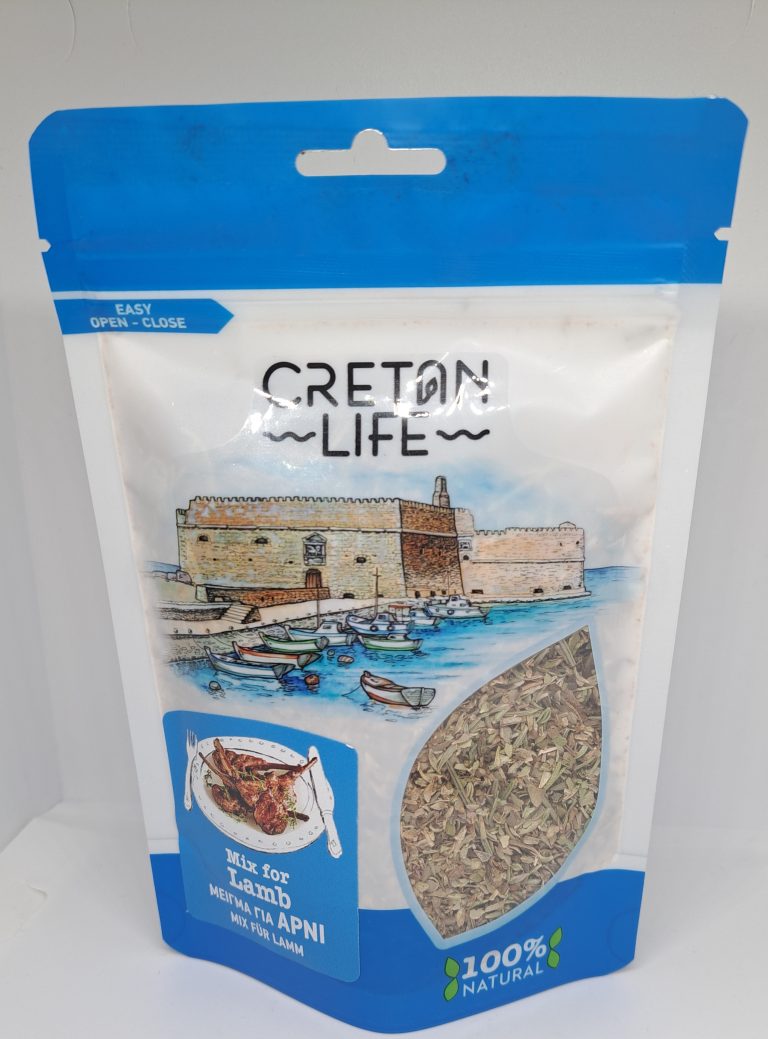 EASY
OPEN - CLOSE
CRETAN
LIFE
Mix for
Lamb
ΜΕΙΓΜΑ ΓΙΑ ΑΡΝΙ
MIX FÜR LAMM
100%
NATURAL